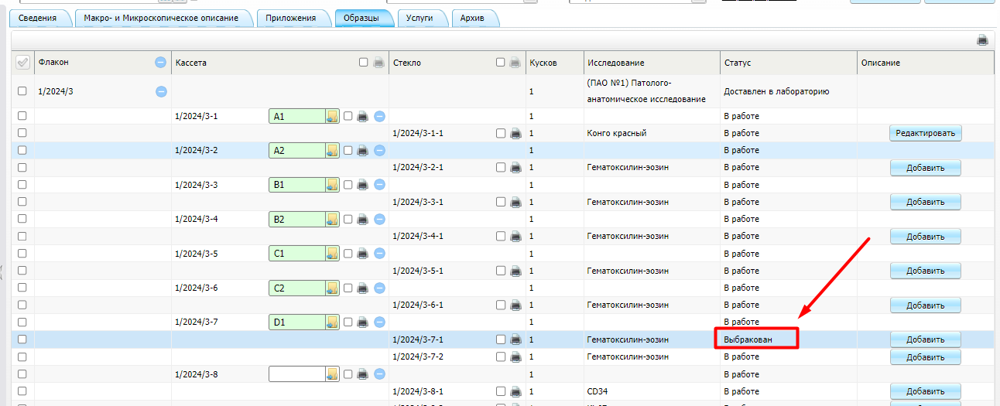 Сведения Макро- и Микроскопическое описание Приложения Образцы Услуги Архив
Флакон Кассета Стекло Кусков Исследование Статус Описание
1/2024/3 1 (ПАО №1) Патолого-анатомическое исследование Доставлен в лабораторию
1/2024/3-1 A1 1 В работе
1/2024/3-1-1 1 Конго красный В работе Редактировать
1/2024/3-2 A2 1 В работе
1/2024/3-2-1 1 Гематоксилин-эозин В работе Добавить
1/2024/3-3 B1 1 В работе
1/2024/3-3-1 1 Гематоксилин-эозин В работе Добавить
1/2024/3-4 B2 1 В работе
1/2024/3-4-1 1 Гематоксилин-эозин В работе Добавить
1/2024/3-5 C1 1 В работе
1/2024/3-5-1 1 Гематоксилин-эозин В работе Добавить
1/2024/3-6 C2 1 В работе
1/2024/3-6-1 1 Гематоксилин-эозин В работе Добавить
1/2024/3-7 D1 1 В работе
1/2024/3-7-1 1 Гематоксилин-эозин Выбракован Добавить
1/2024/3-7-2 1 Гематоксилин-эозин В работе Добавить
1/2024/3-8 1 В работе
1/2024/3-8-1 1 CD34 В работе Добавить